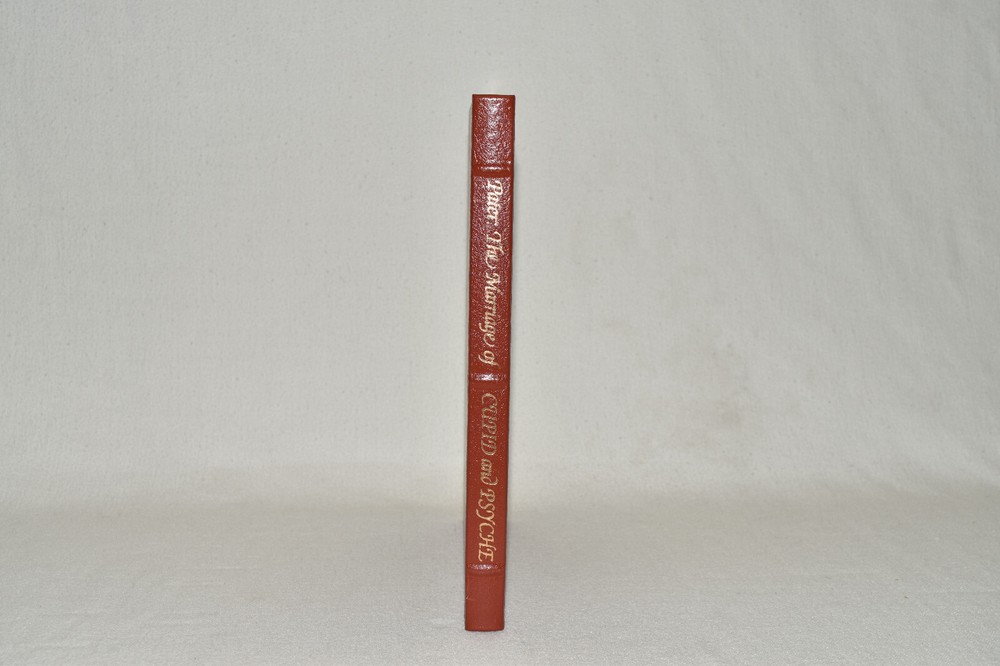 Pater The Marriage of
CUPID and PSYCHE